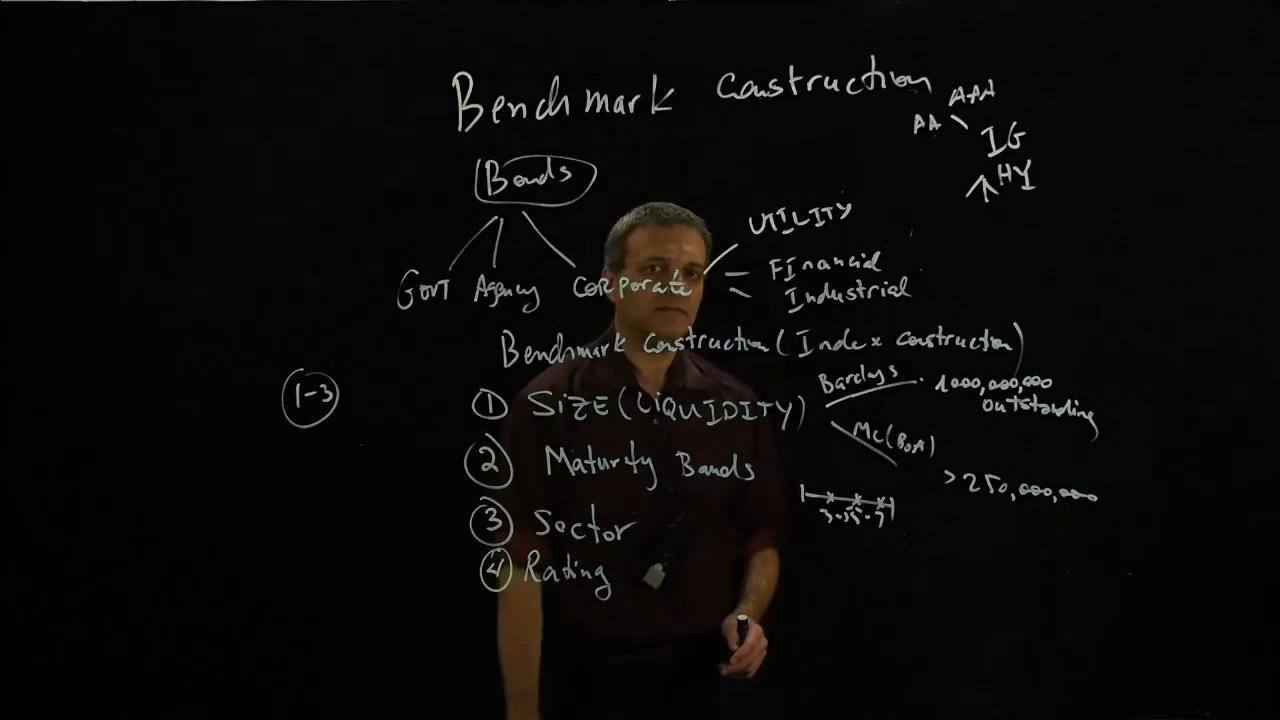 Benchmark Construction
AAA
AA
IG
HY
Bonds
UTILITY
GOVT Agency CORporate
FInancial
Industrial
Benchmark Construction (Index construction)
1-3
① SIZE (LIQUIDITY)
Barclays 1000,000,000
outstanding
ML (BoA)
>250,000,000
② Maturity Bands
③ Sector
④ Rating